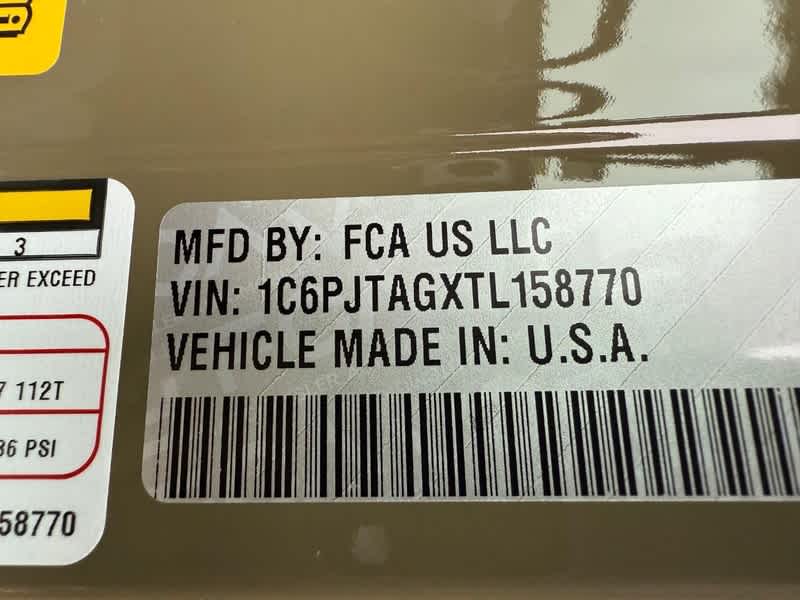 MFD BY: FCA US LLC
VIN: 1C6PJTAGXTL158770
VEHICLE MADE IN: U.S.A.
3
ER EXCEED
7 112T
36 PSI
58770